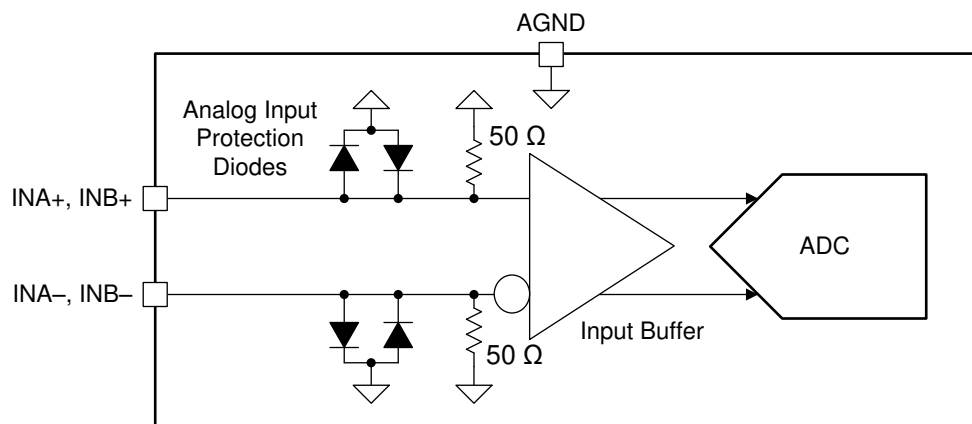 AGND
Analog Input
Protection
Diodes
50 Ω
INA+, INB+
ADC
INA–, INB–
Input Buffer
50 Ω